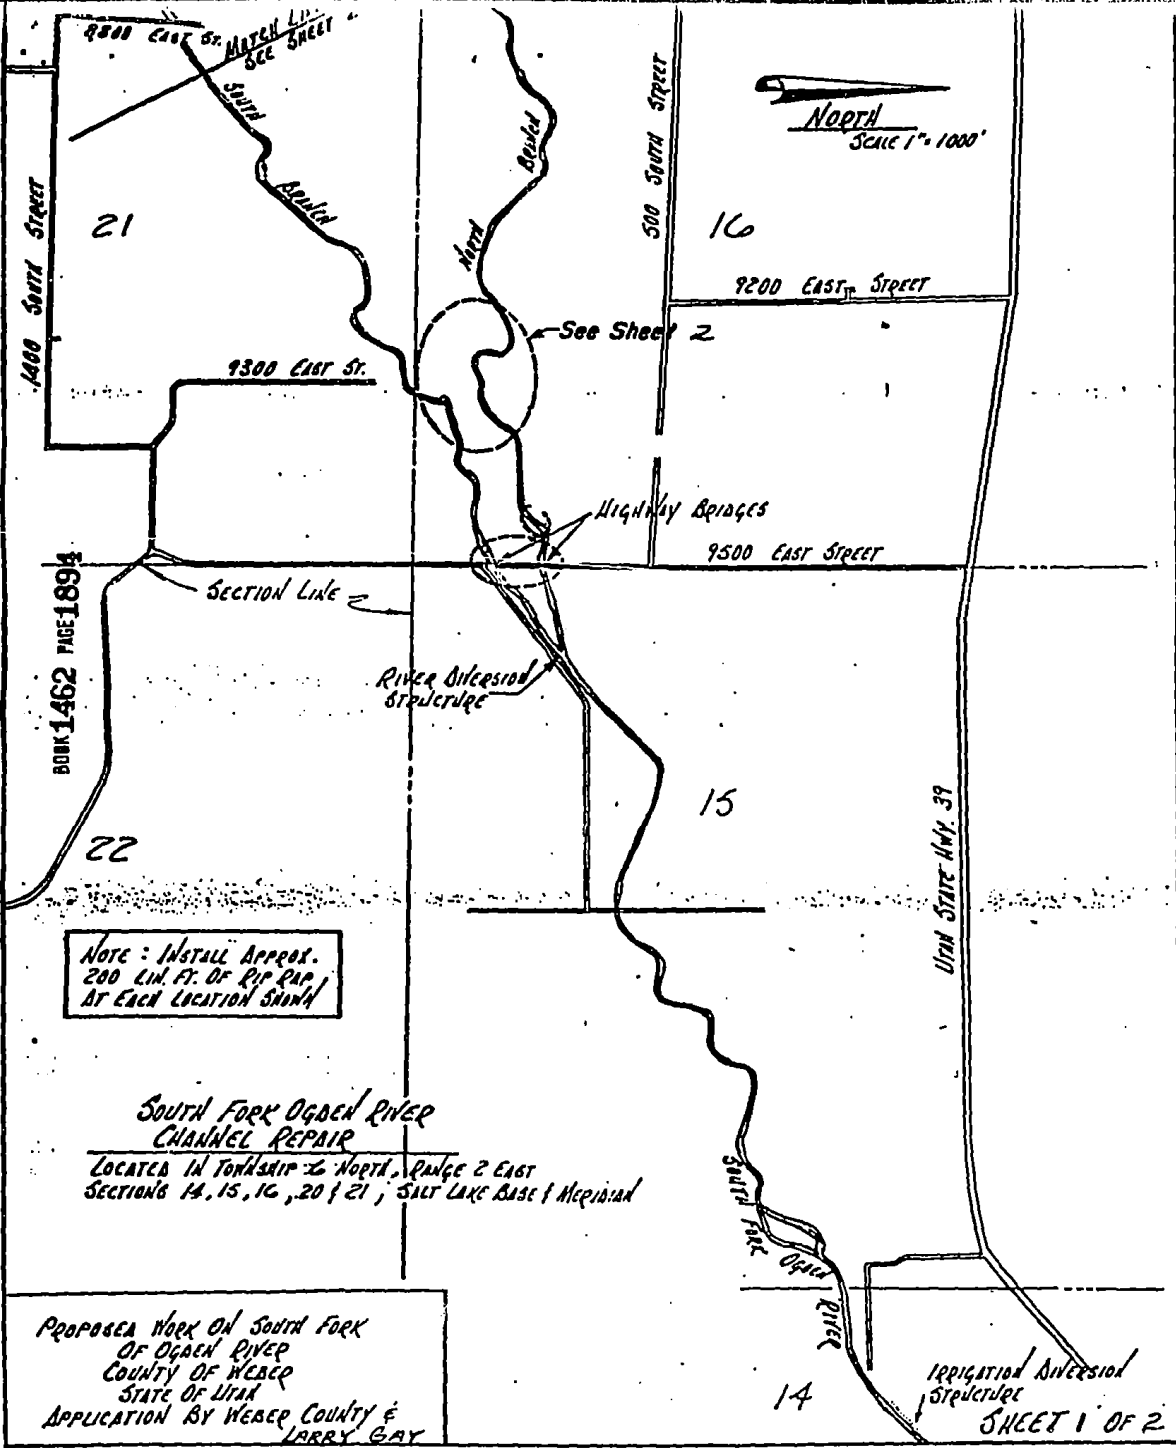 9800 EAST ST.
MATCH LINE
SEE SHEET
SOUTH
BRANCH
NORTH
BRANCH
500 SOUTH STREET
NORTH
SCALE 1" = 1000'
1400 SOUTH STREET
21
16
9200 EAST STREET
See Sheet 2
9300 EAST ST.
HIGHWAY BRIDGES
9500 EAST STREET
SECTION LINE
BOOK 1462 PAGE 1894
RIVER DIVERSION
STRUCTURE
15
22
UTAH STATE HWY. 39
NOTE : INSTALL APPROX.
200 LIN. FT. OF RIP RAP
AT EACH LOCATION SHOWN
SOUTH FORK OGDEN RIVER
CHANNEL REPAIR
LOCATED IN TOWNSHIP 6 NORTH, RANGE 2 EAST
SECTIONS 14, 15, 16, 20 & 21 ; SALT LAKE BASE & MERIDIAN
SOUTH FORK
OGDEN
RIVER
PROPOSED WORK ON SOUTH FORK
OF OGDEN RIVER
COUNTY OF WEBER
STATE OF UTAH
APPLICATION BY WEBER COUNTY &
LARRY GAY
14
IRRIGATION DIVERSION
STRUCTURE
SHEET 1 OF 2